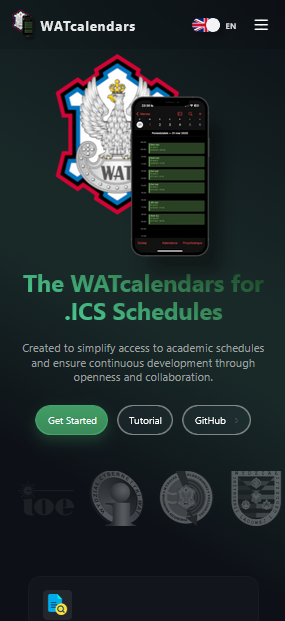 WATcalendars
EN
WAT
The WATcalendars for
.ICS Schedules
Created to simplify access to academic schedules
and ensure continuous development through
openness and collaboration.
Get Started
Tutorial
GitHub
ioe